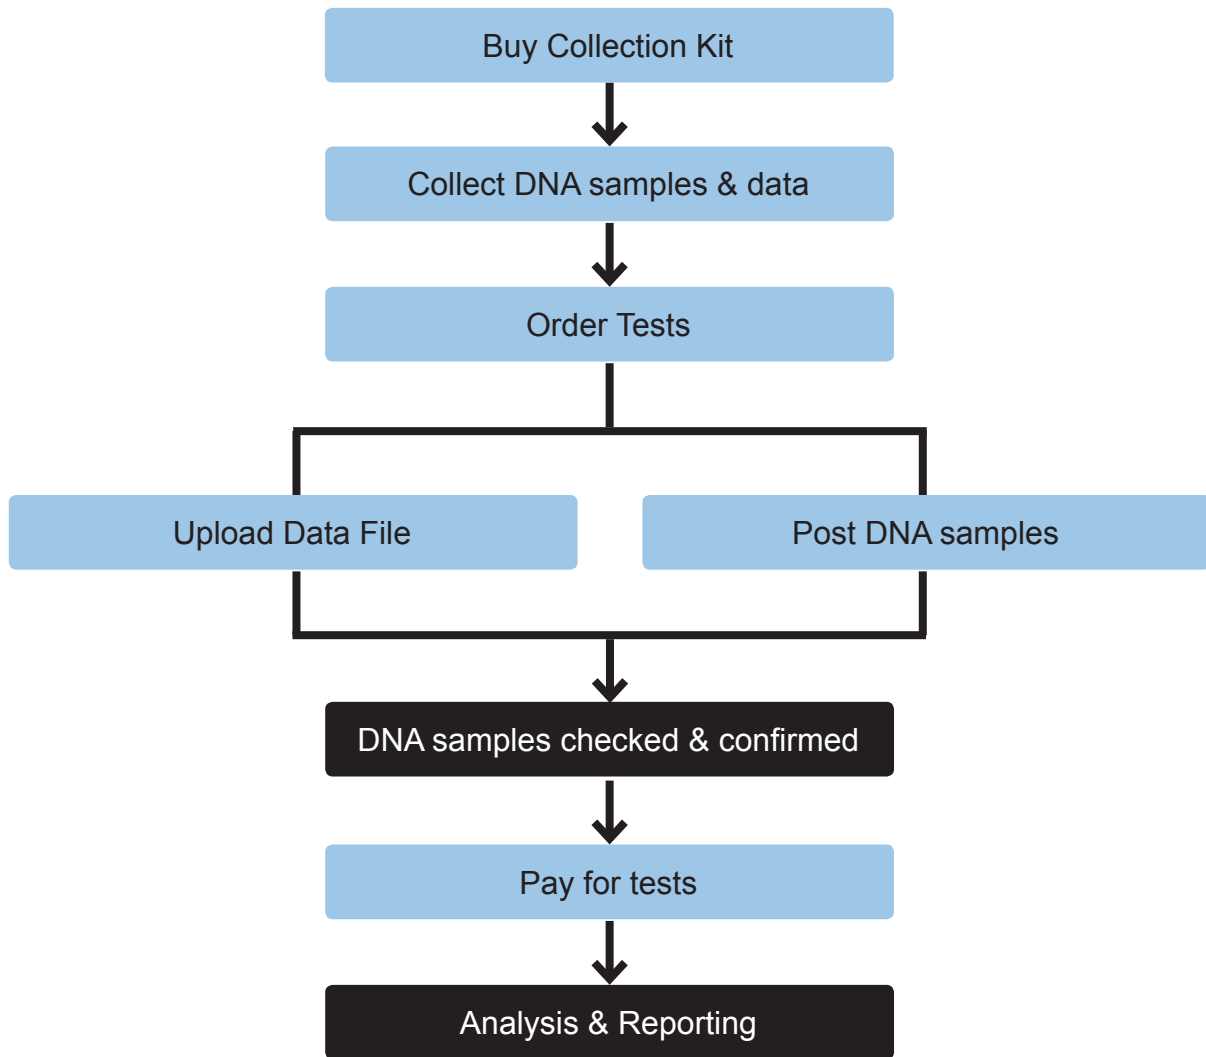 Buy Collection Kit
Collect DNA samples & data
Order Tests
Upload Data File
Post DNA samples
DNA samples checked & confirmed
Pay for tests
Analysis & Reporting